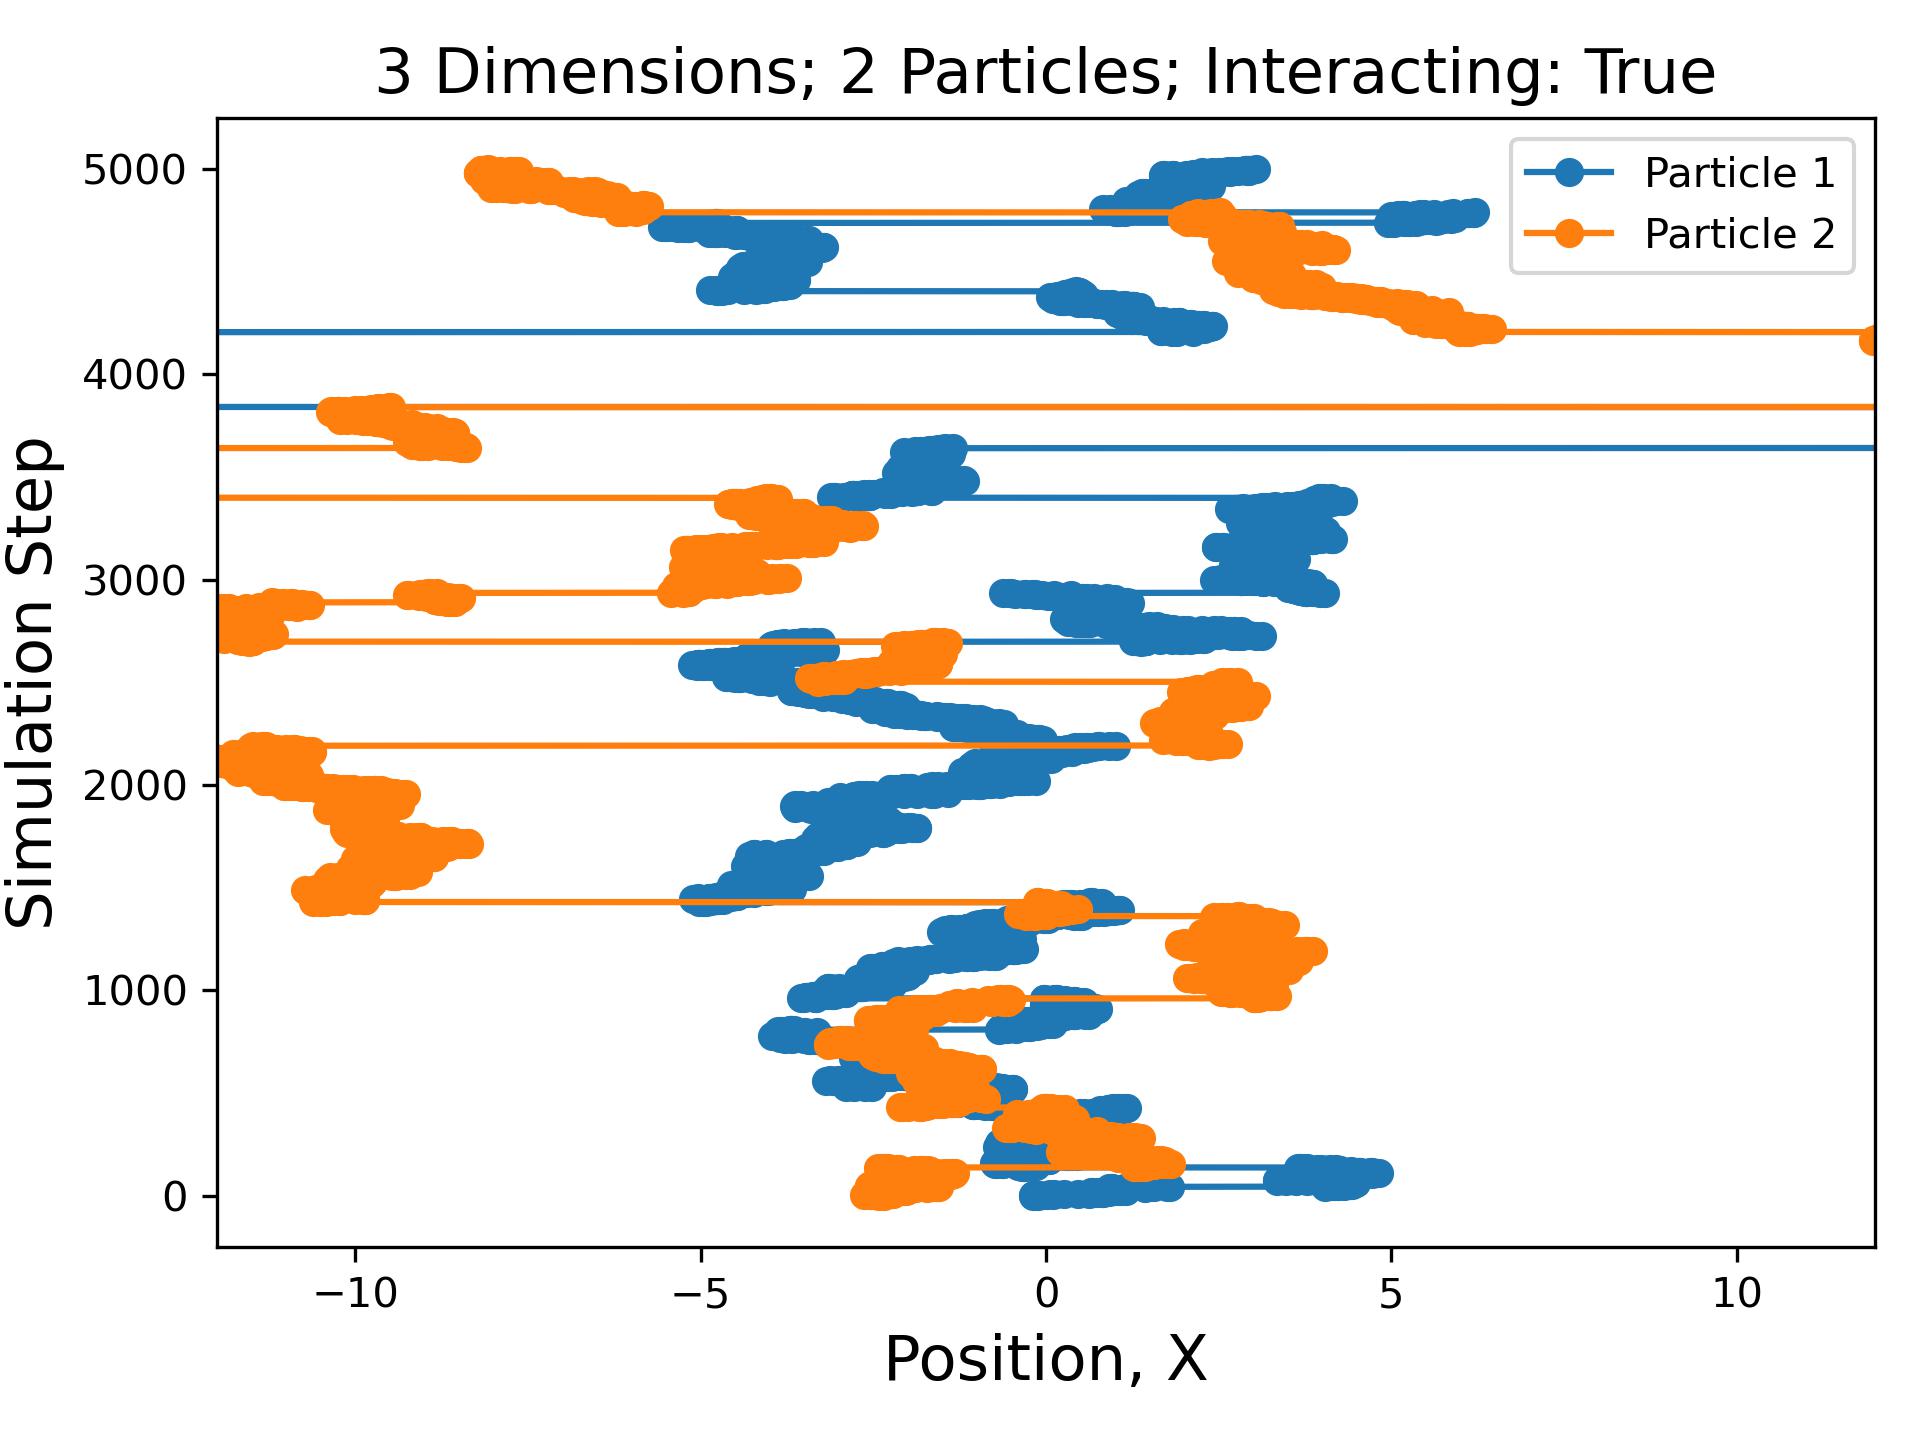 3 Dimensions; 2 Particles; Interacting: True
Particle 1
Particle 2
5000
4000
3000
2000
1000
0
Simulation Step
−10
−5
0
5
10
Position, X